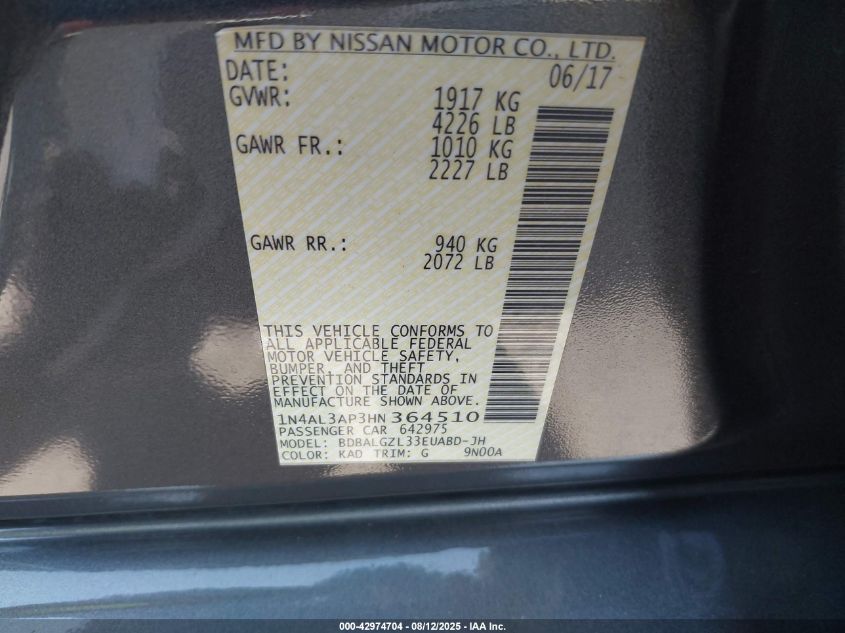 MFD BY NISSAN MOTOR CO., LTD.
DATE: 06/17
GVWR: 1917 KG
4226 LB
GAWR FR.: 1010 KG
2227 LB
GAWR RR.: 940 KG
2072 LB
THIS VEHICLE CONFORMS TO
ALL APPLICABLE FEDERAL
MOTOR VEHICLE SAFETY,
BUMPER, AND THEFT
PREVENTION STANDARDS IN
EFFECT ON THE DATE OF
MANUFACTURE SHOWN ABOVE.
1N4AL3AP3HN 364510
PASSENGER CAR 642975
MODEL: BDBALGZL33EUABD-JH
COLOR: KAD TRIM: G 9N00A
000-42974704 - 08/12/2025 - IAA Inc.